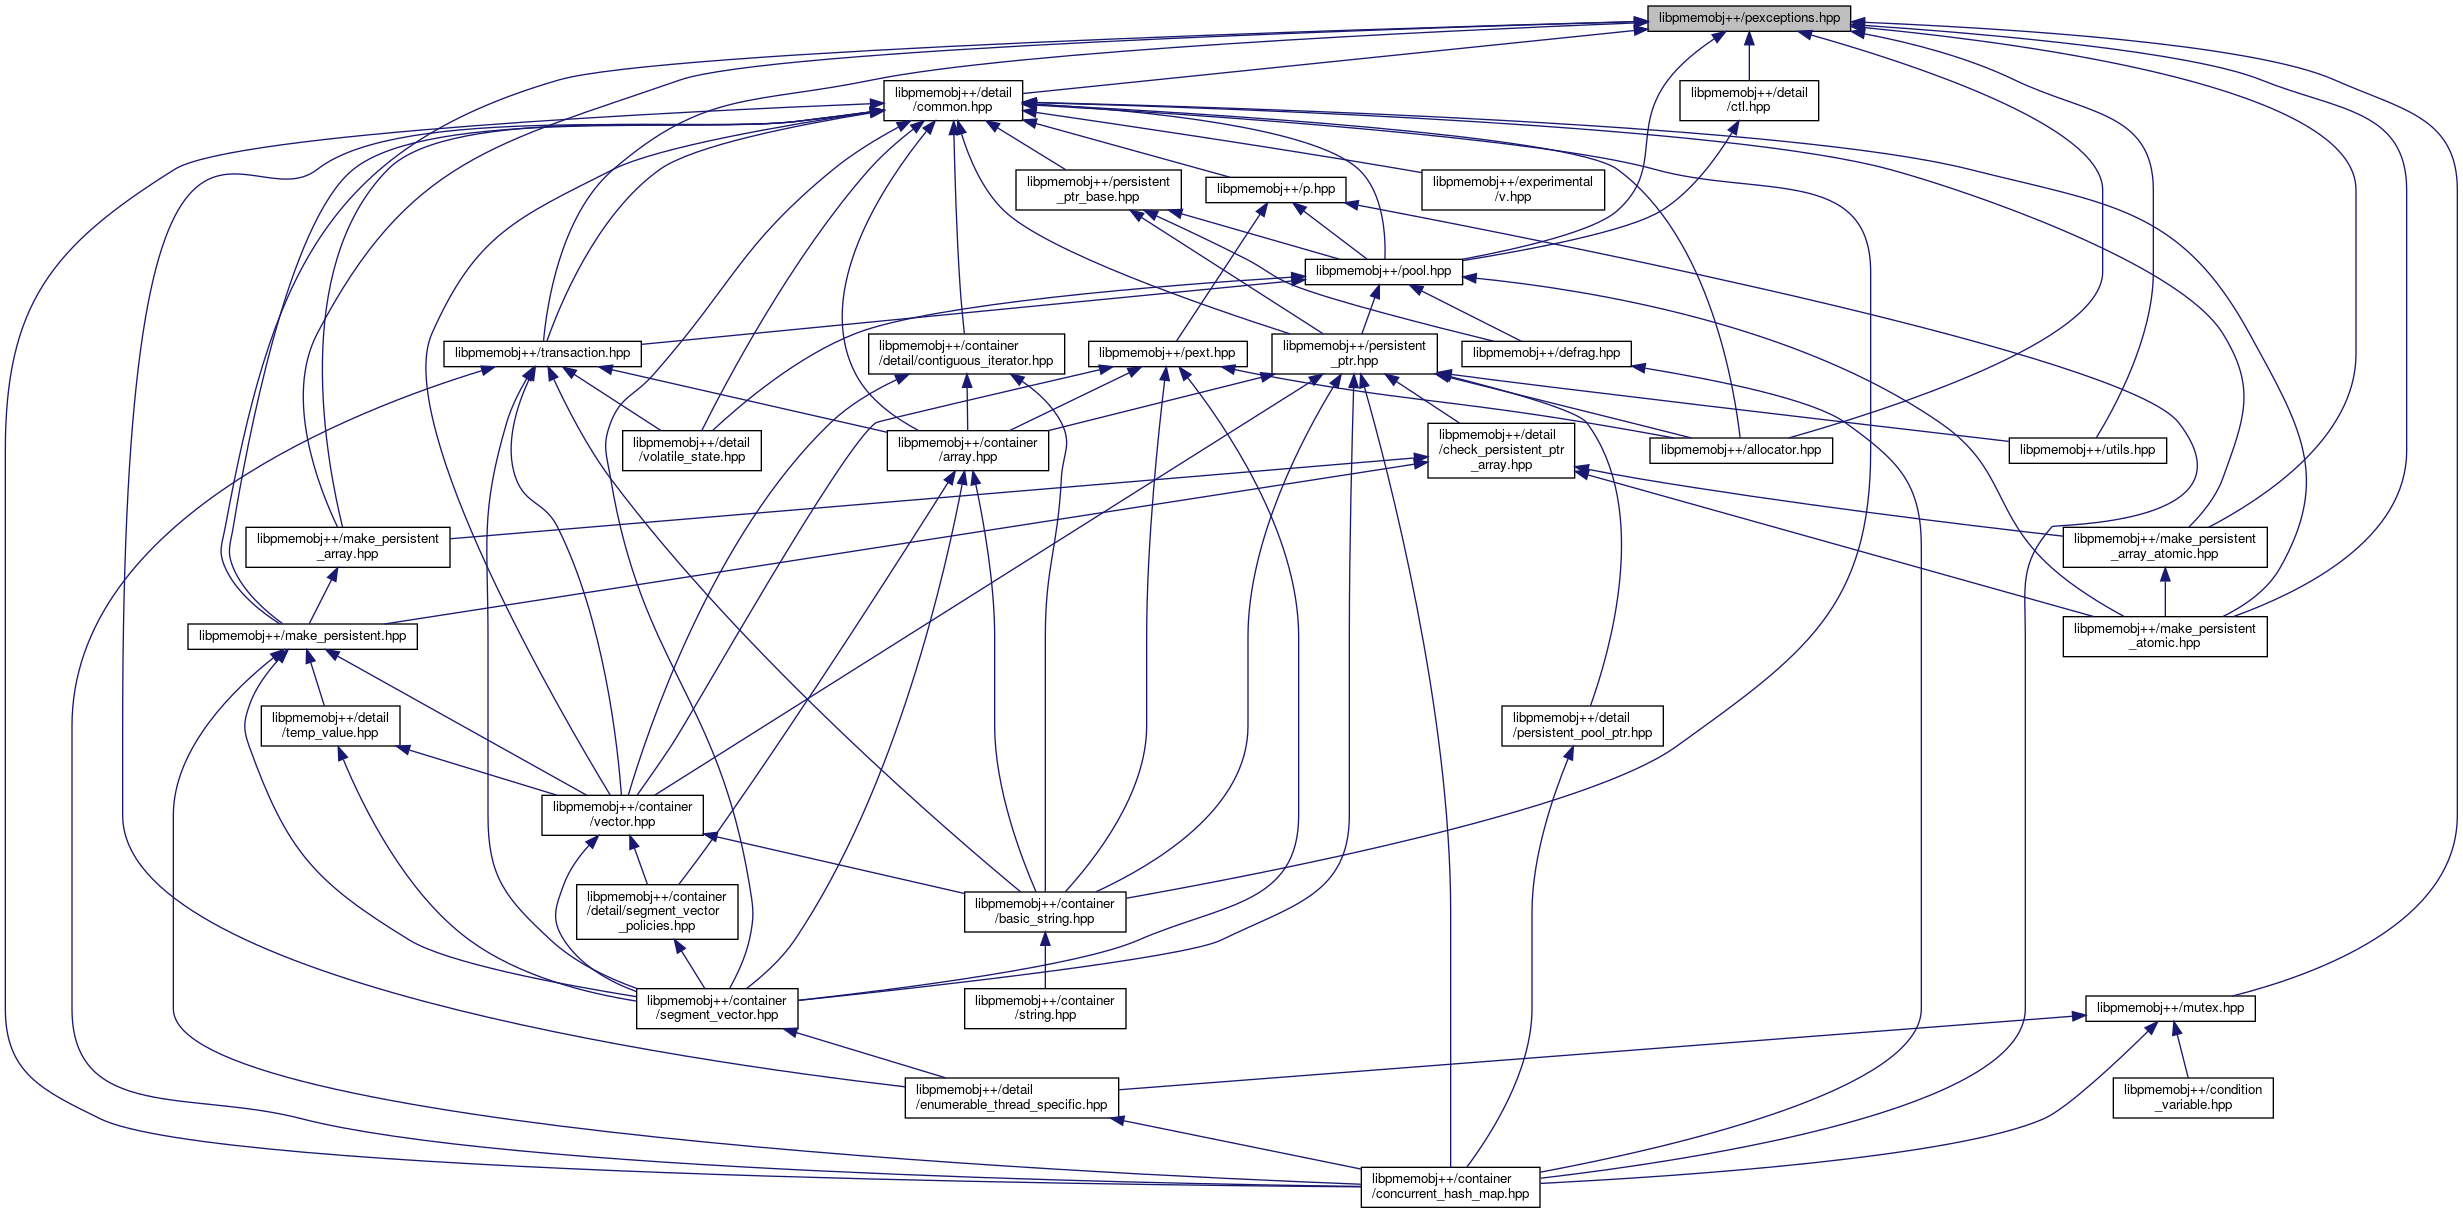 libpmemobj++/pexceptions.hpp
libpmemobj++/detail
/common.hpp
libpmemobj++/detail
/ctl.hpp
libpmemobj++/persistent
_ptr_base.hpp
libpmemobj++/p.hpp
libpmemobj++/experimental
/v.hpp
libpmemobj++/pool.hpp
libpmemobj++/transaction.hpp
libpmemobj++/container
/detail/contiguous_iterator.hpp
libpmemobj++/pext.hpp
libpmemobj++/persistent
_ptr.hpp
libpmemobj++/defrag.hpp
libpmemobj++/detail
/volatile_state.hpp
libpmemobj++/container
/array.hpp
libpmemobj++/detail
/check_persistent_ptr
_array.hpp
libpmemobj++/allocator.hpp
libpmemobj++/utils.hpp
libpmemobj++/make_persistent
_array.hpp
libpmemobj++/make_persistent
_array_atomic.hpp
libpmemobj++/make_persistent.hpp
libpmemobj++/make_persistent
_atomic.hpp
libpmemobj++/detail
/temp_value.hpp
libpmemobj++/detail
/persistent_pool_ptr.hpp
libpmemobj++/container
/vector.hpp
libpmemobj++/container
/detail/segment_vector
_policies.hpp
libpmemobj++/container
/basic_string.hpp
libpmemobj++/container
/segment_vector.hpp
libpmemobj++/container
/string.hpp
libpmemobj++/mutex.hpp
libpmemobj++/detail
/enumerable_thread_specific.hpp
libpmemobj++/condition
_variable.hpp
libpmemobj++/container
/concurrent_hash_map.hpp